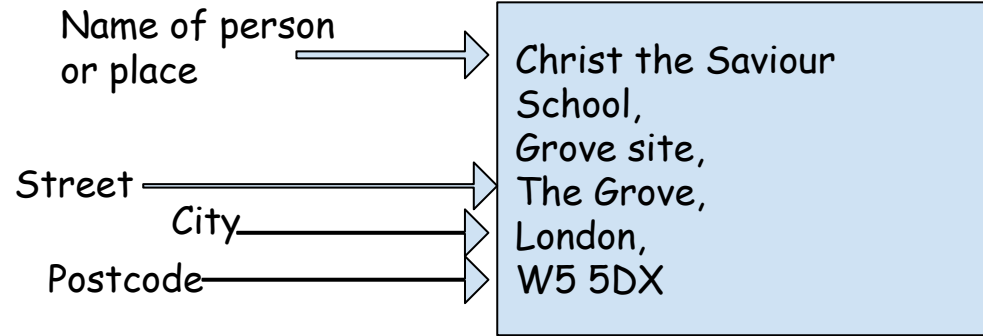 Name of person
or place
Street
City
Postcode
Christ the Saviour
School,
Grove site,
The Grove,
London,
W5 5DX